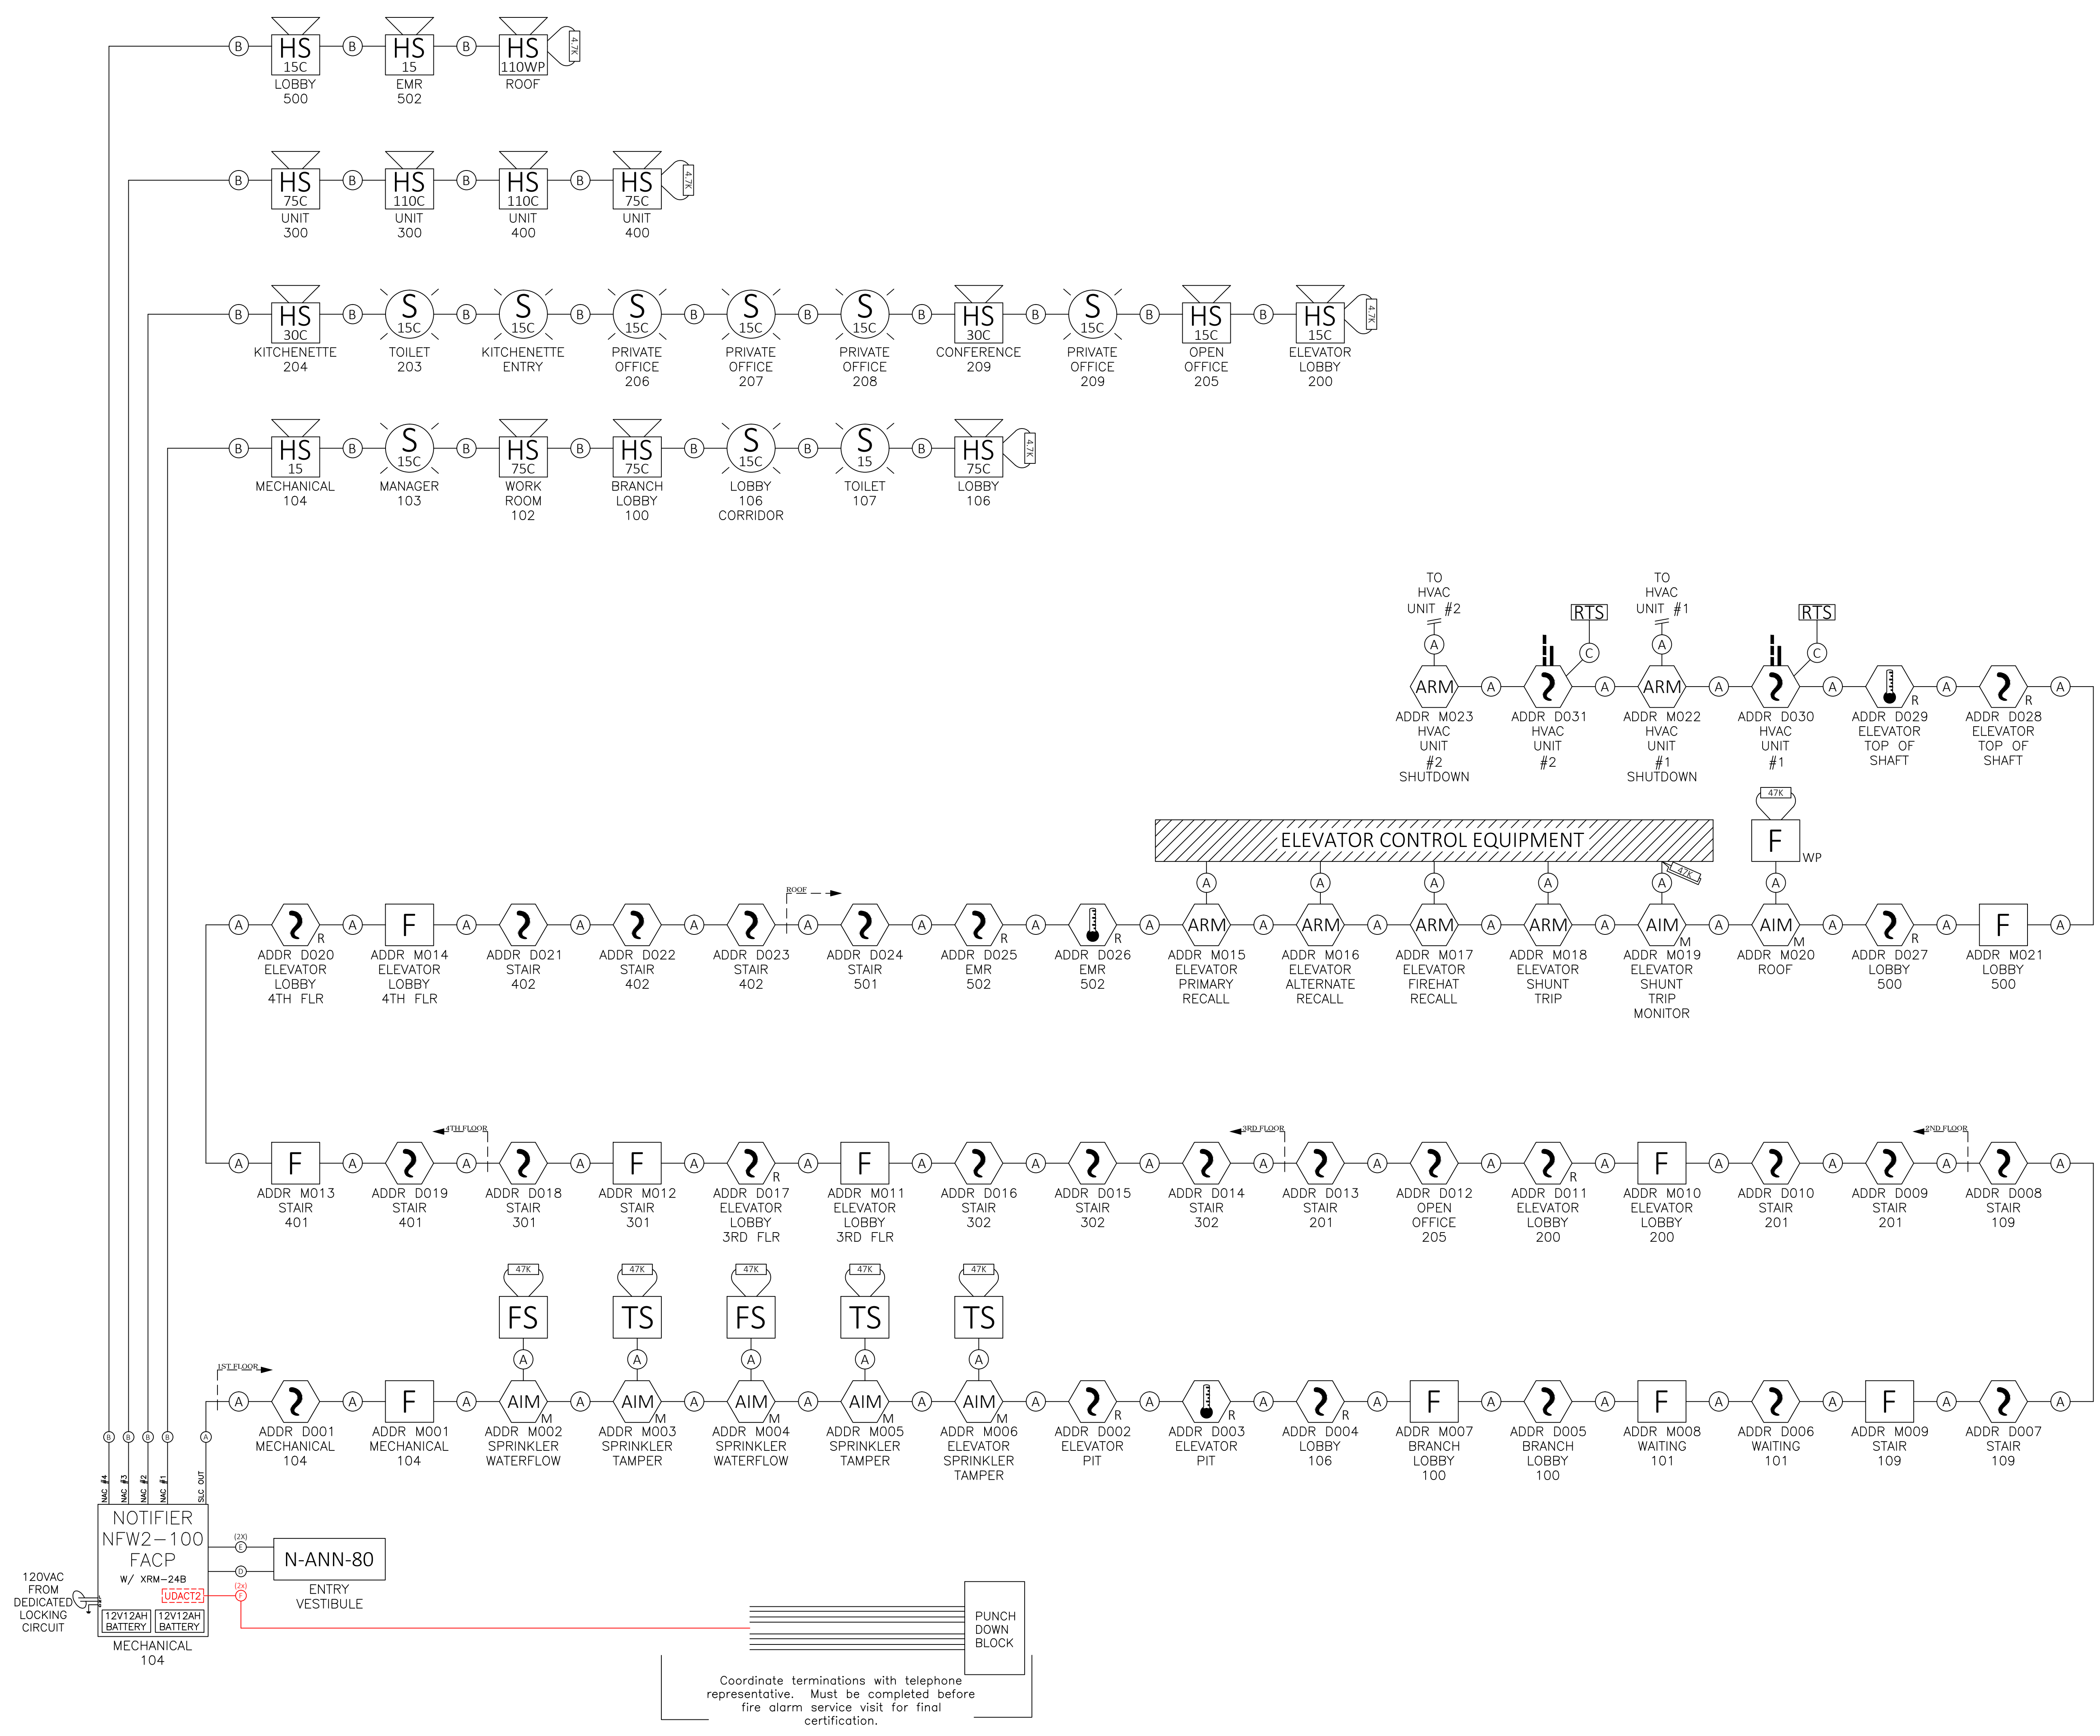 B B B
HS HS HS 4.7K
15C 15 110WP
LOBBY EMR ROOF
500 502
B B B B
HS HS HS HS 4.7K
75C 110C 110C 75C
UNIT UNIT UNIT UNIT
300 300 400 400
B B B B B B B B B B
HS S S S S S HS S HS HS 4.7K
30C 15C 15C 15C 15C 15C 30C 15C 15C 15C
KITCHENETTE TOILET KITCHENETTE PRIVATE PRIVATE PRIVATE CONFERENCE PRIVATE OPEN ELEVATOR
204 203 ENTRY OFFICE OFFICE OFFICE 209 OFFICE OFFICE LOBBY
206 207 208 209 205 200
B B B B B B B
HS S HS HS S S HS 4.7K
15 15C 75C 75C 15C 15 75C
MECHANICAL MANAGER WORK BRANCH LOBBY TOILET LOBBY
104 103 ROOM LOBBY 106 107 106
102 100 CORRIDOR
TO TO
HVAC HVAC
UNIT #2 UNIT #1
RTS RTS
A C A C
ARM A A ARM A A A A
R R
ADDR M023 ADDR D031 ADDR M022 ADDR D030 ADDR D029 ADDR D028
HVAC HVAC HVAC HVAC ELEVATOR ELEVATOR
UNIT UNIT UNIT UNIT TOP OF TOP OF
#2 #2 #1 #1 SHAFT SHAFT
SHUTDOWN SHUTDOWN
47K
ELEVATOR CONTROL EQUIPMENT F
WP
ROOF A A A A A 47K A
A A F A A A A A A A ARM A ARM A ARM A ARM A AIM A AIM A A F A
R R R M M R
ADDR D020 ADDR M014 ADDR D021 ADDR D022 ADDR D023 ADDR D024 ADDR D025 ADDR D026 ADDR M015 ADDR M016 ADDR M017 ADDR M018 ADDR M019 ADDR M020 ADDR D027 ADDR M021
ELEVATOR ELEVATOR STAIR STAIR STAIR STAIR EMR EMR ELEVATOR ELEVATOR ELEVATOR ELEVATOR ELEVATOR ROOF LOBBY LOBBY
LOBBY LOBBY 402 402 402 501 502 502 PRIMARY ALTERNATE FIREHAT SHUNT SHUNT 500 500
4TH FLR 4TH FLR RECALL RECALL RECALL TRIP TRIP
MONITOR
4TH FLOOR 3RD FLOOR 2ND FLOOR
A F A A A F A A F A A A A A A A F A A A A
R R
ADDR M013 ADDR D019 ADDR D018 ADDR M012 ADDR D017 ADDR M011 ADDR D016 ADDR D015 ADDR D014 ADDR D013 ADDR D012 ADDR D011 ADDR M010 ADDR D010 ADDR D009 ADDR D008
STAIR STAIR STAIR STAIR ELEVATOR ELEVATOR STAIR STAIR STAIR STAIR OPEN ELEVATOR ELEVATOR STAIR STAIR STAIR
401 401 301 301 LOBBY LOBBY 302 302 302 201 OFFICE LOBBY LOBBY 201 201 109
3RD FLR 3RD FLR 205 200 200
47K 47K 47K 47K 47K
FS TS FS TS TS
1ST FLOOR A A A A A
A A F A AIM A AIM A AIM A AIM A AIM A A A A F A A F A A F A A
M M M M M R R R
ADDR D001 ADDR M001 ADDR M002 ADDR M003 ADDR M004 ADDR M005 ADDR M006 ADDR D002 ADDR D003 ADDR D004 ADDR M007 ADDR D005 ADDR M008 ADDR D006 ADDR M009 ADDR D007
MECHANICAL MECHANICAL SPRINKLER SPRINKLER SPRINKLER SPRINKLER ELEVATOR ELEVATOR ELEVATOR LOBBY BRANCH BRANCH WAITING WAITING STAIR STAIR
104 104 WATERFLOW TAMPER WATERFLOW TAMPER SPRINKLER PIT PIT 106 LOBBY LOBBY 101 101 109 109
TAMPER 100 100
B B B B A
NAC #4 NAC #3 NAC #2 NAC #1 SLC OUT
NOTIFIER
NFW2-100
FACP
W/ XRM-24B
UDACT2
12V12AH 12V12AH
BATTERY BATTERY
MECHANICAL
104
120VAC
FROM
DEDICATED
LOCKING
CIRCUIT
(2X)
E
D
(2x)
F
N-ANN-80
ENTRY
VESTIBULE
PUNCH
DOWN
BLOCK
Coordinate terminations with telephone
representative. Must be completed before
fire alarm service visit for final
certification.